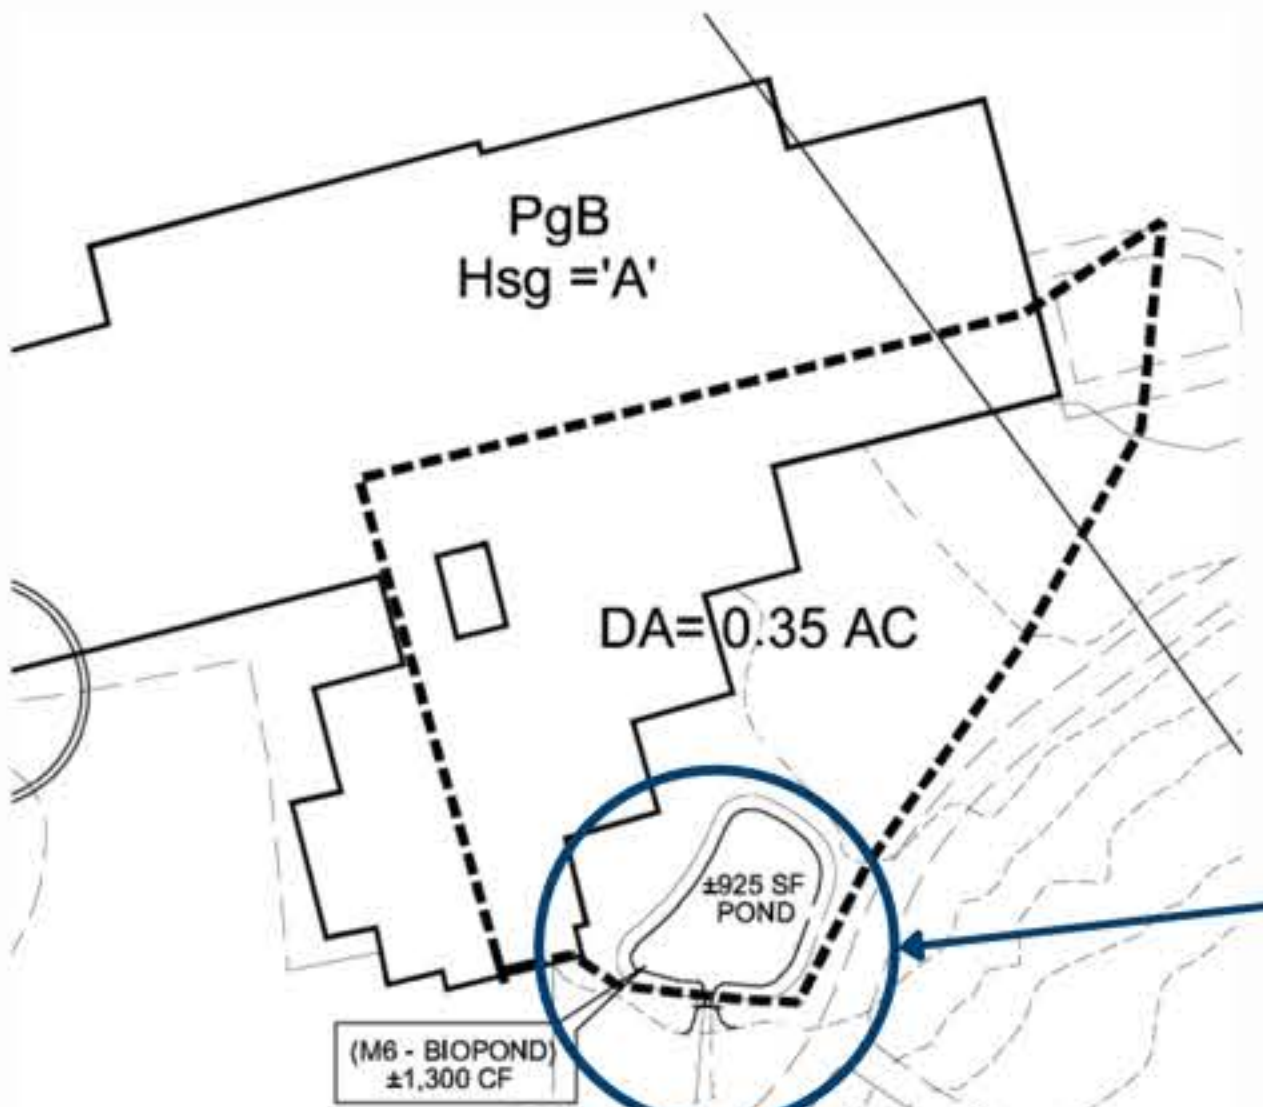 PgB
Hsg ='A'
DA= 0.35 AC
±925 SF
POND
(M6 - BIOPOND)
±1,300 CF